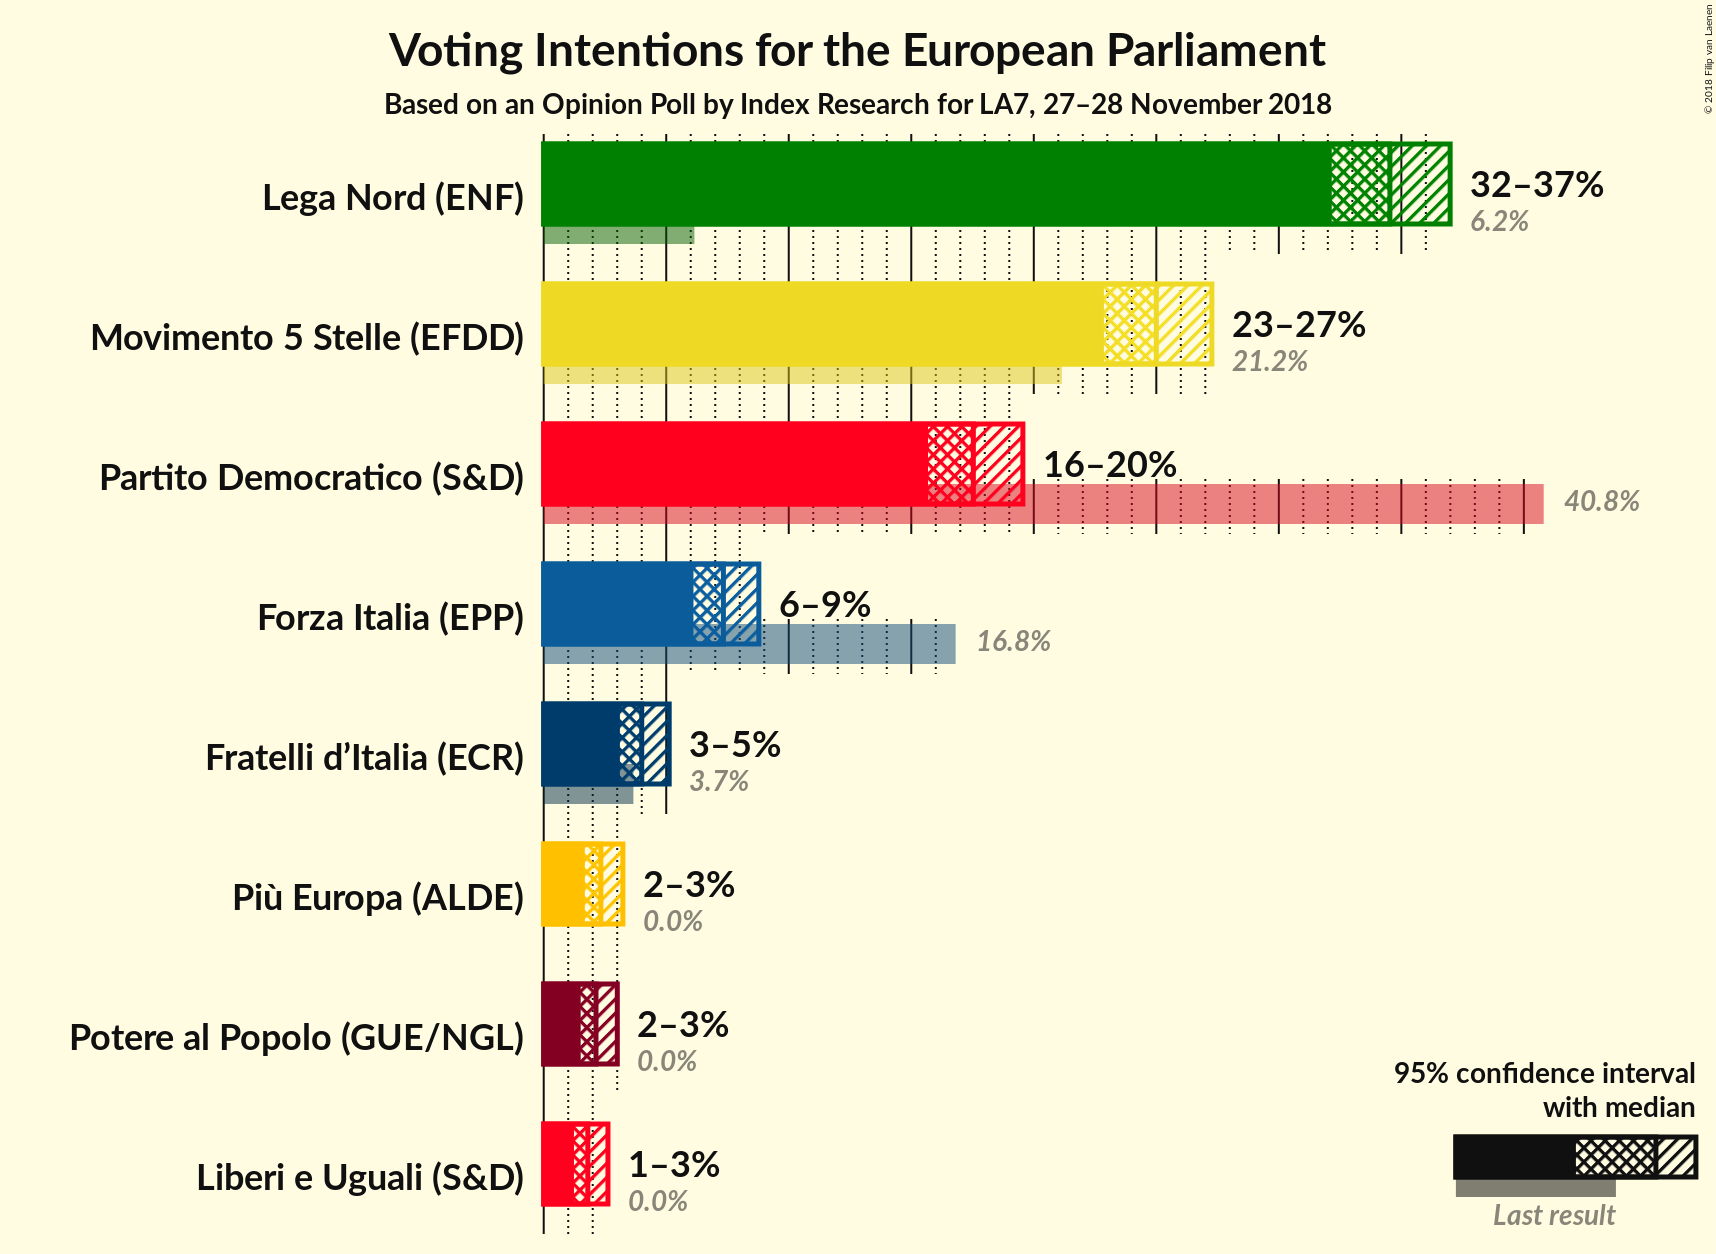 Voting Intentions for the European Parliament
Based on an Opinion Poll by Index Research for LA7, 27–28 November 2018
© 2018 Filip van Laenen
Lega Nord (ENF)
32–37%
6.2%
Movimento 5 Stelle (EFDD)
23–27%
21.2%
Partito Democratico (S&D)
16–20%
40.8%
Forza Italia (EPP)
6–9%
16.8%
Fratelli d’Italia (ECR)
3–5%
3.7%
Più Europa (ALDE)
2–3%
0.0%
Potere al Popolo (GUE/NGL)
2–3%
0.0%
Liberi e Uguali (S&D)
1–3%
0.0%
95% confidence interval
with median
Last result